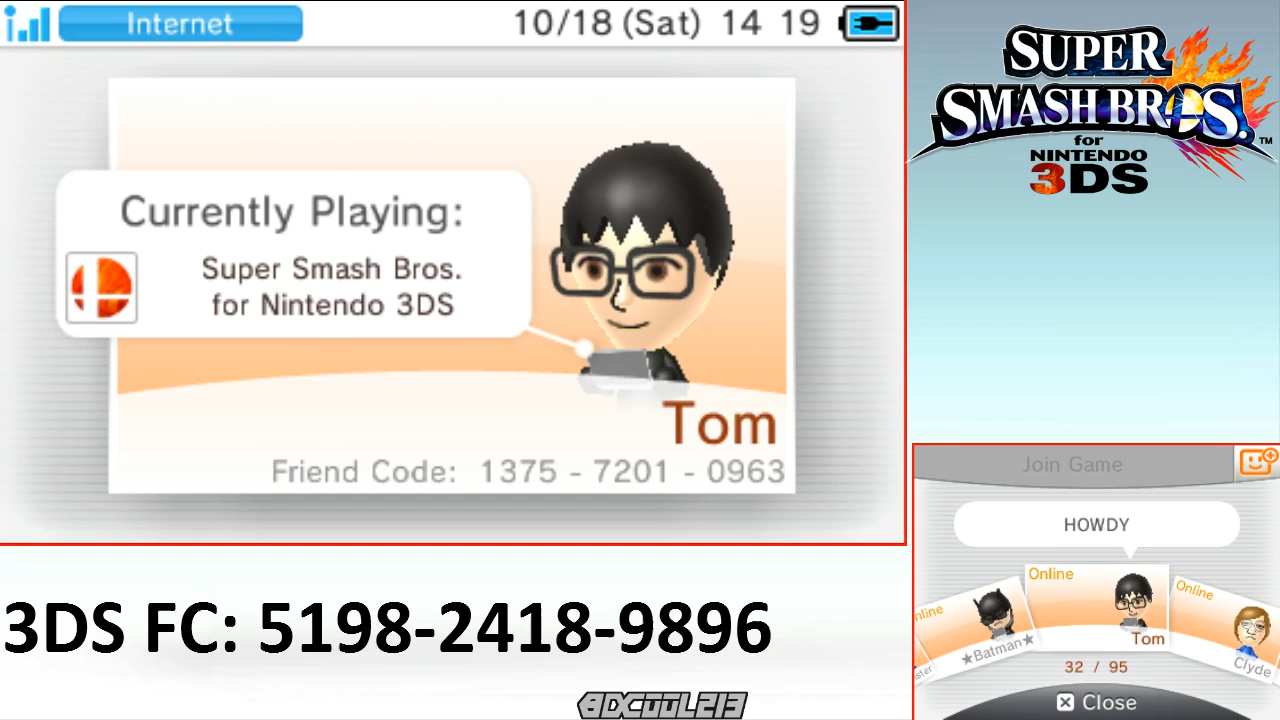 Internet
10/18 (Sat) 14 19
Currently Playing:
Super Smash Bros.
for Nintendo 3DS
Tom
Friend Code: 1375 - 7201 - 0963
3DS FC: 5198-2418-9896
SUPER
SMASH BROS.™
for
NINTENDO
3DS
Join Game
HOWDY
Online
Online
★Batman★
Tom
Clyde
32 / 95
Close